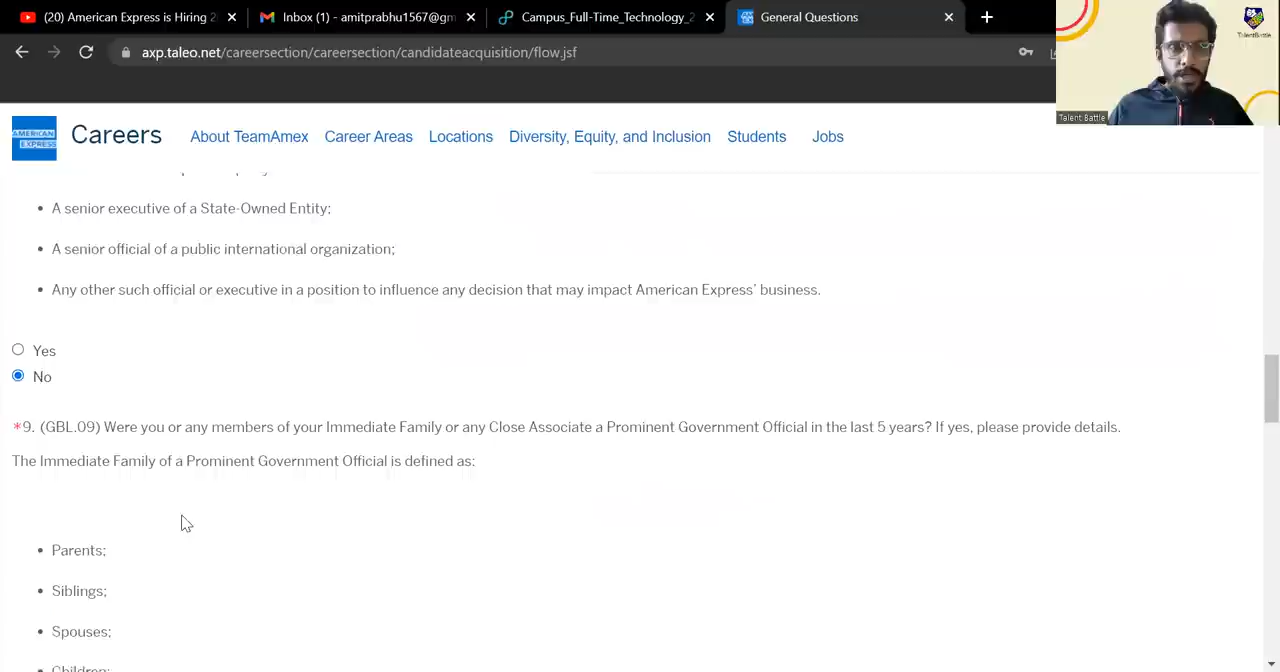 (20) American Express is Hiring 2
Inbox (1) - amitprabhu1567@gm
Campus_Full-Time_Technology_2
General Questions
axp.taleo.net/careersection/careersection/candidateacquisition/flow.jsf
TalentBattle
Talent Battle
AMERICAN
EXPRESS
Careers
About TeamAmex
Career Areas
Locations
Diversity, Equity, and Inclusion
Students
Jobs
• A senior executive of a State-Owned Entity;
• A senior official of a public international organization;
• Any other such official or executive in a position to influence any decision that may impact American Express' business.
Yes
No
*9. (GBL.09) Were you or any members of your Immediate Family or any Close Associate a Prominent Government Official in the last 5 years? If yes, please provide details.
The Immediate Family of a Prominent Government Official is defined as:
• Parents;
• Siblings;
• Spouses;
Children;